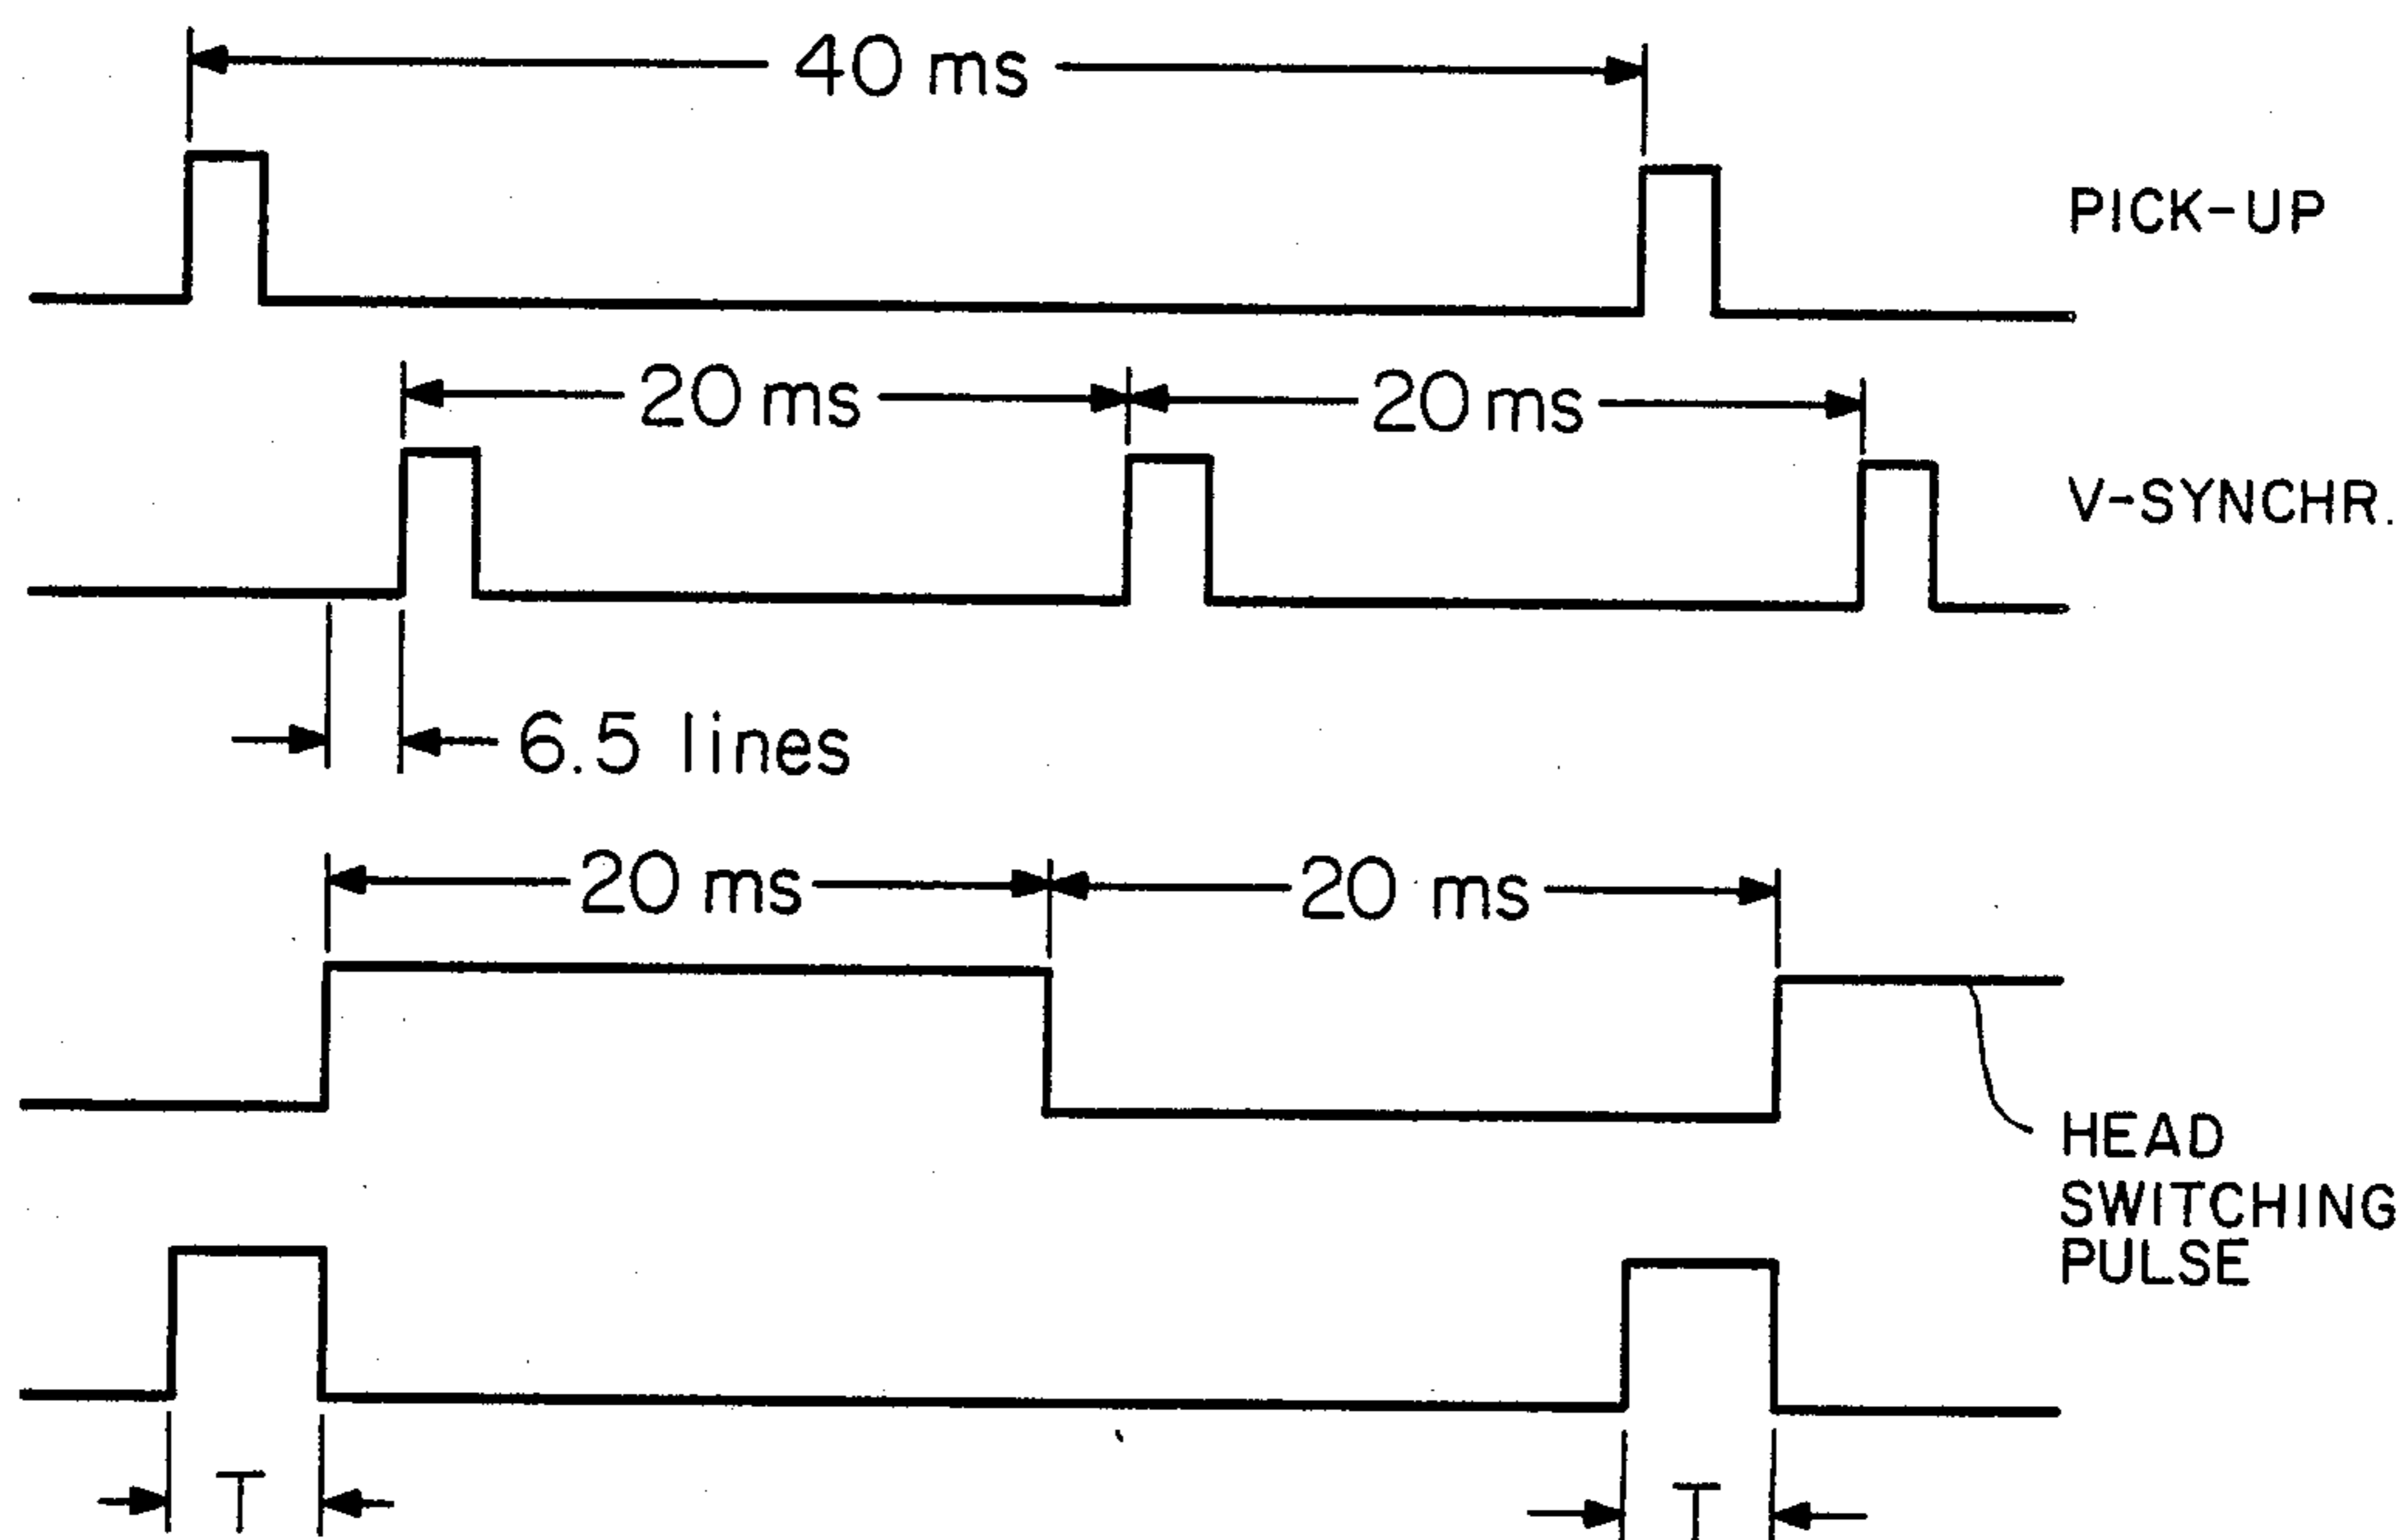 40 ms
PICK-UP
20 ms 20 ms
V-SYNCHR.
6.5 lines
20 ms 20 ms
HEAD
SWITCHING
PULSE
T T